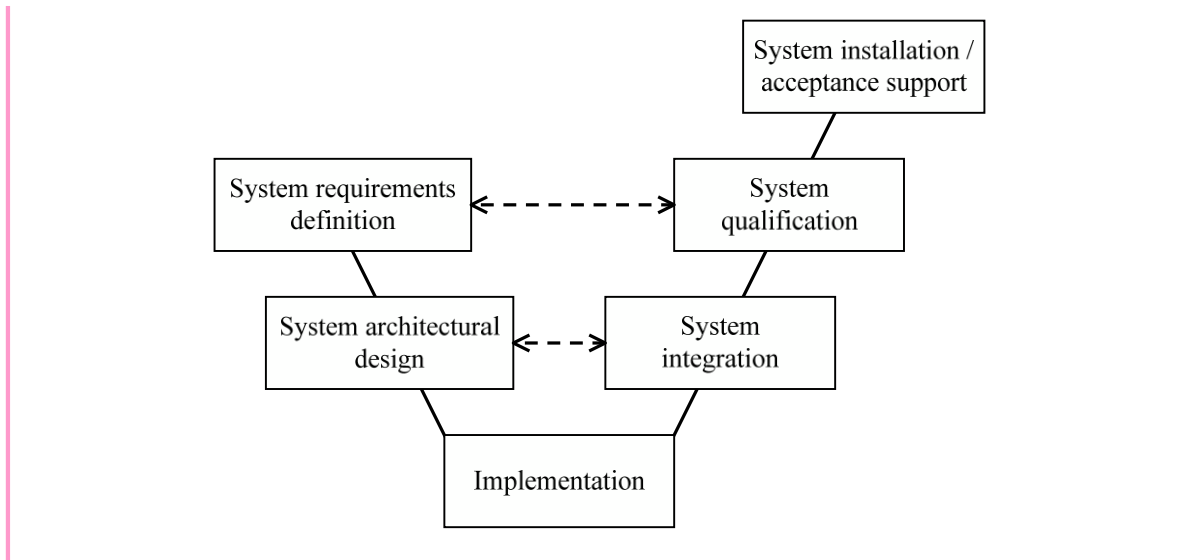 System installation /
acceptance support
System requirements
definition
System
qualification
System architectural
design
System
integration
Implementation